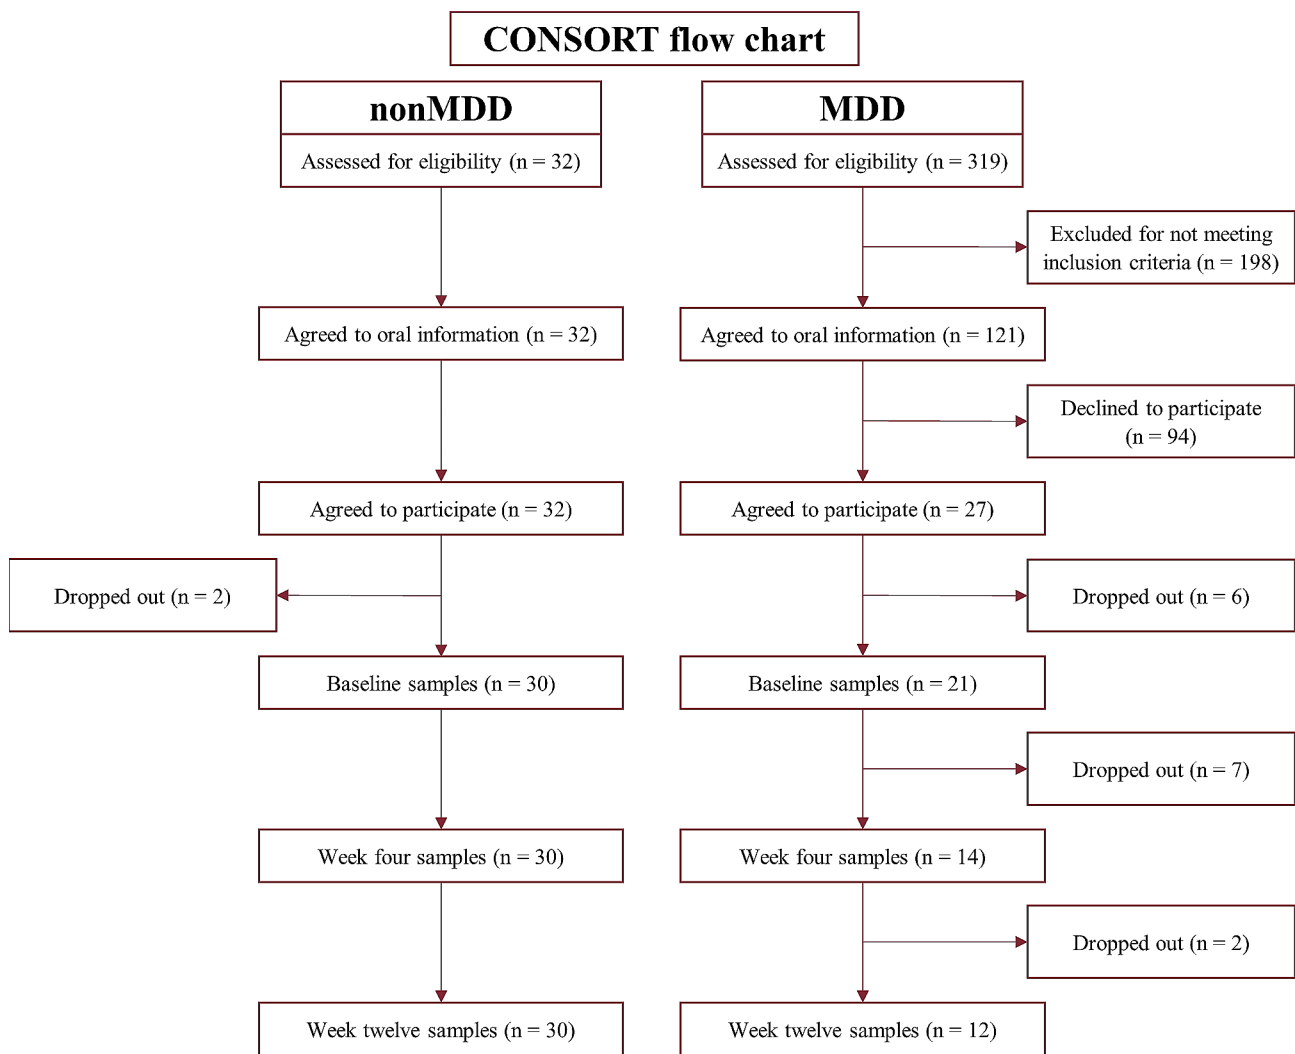 CONSORT flow chart
nonMDD
Assessed for eligibility (n = 32)
Agreed to oral information (n = 32)
Agreed to participate (n = 32)
Dropped out (n = 2)
Baseline samples (n = 30)
Week four samples (n = 30)
Week twelve samples (n = 30)
MDD
Assessed for eligibility (n = 319)
Excluded for not meeting
inclusion criteria (n = 198)
Agreed to oral information (n = 121)
Declined to participate
(n = 94)
Agreed to participate (n = 27)
Dropped out (n = 6)
Baseline samples (n = 21)
Dropped out (n = 7)
Week four samples (n = 14)
Dropped out (n = 2)
Week twelve samples (n = 12)